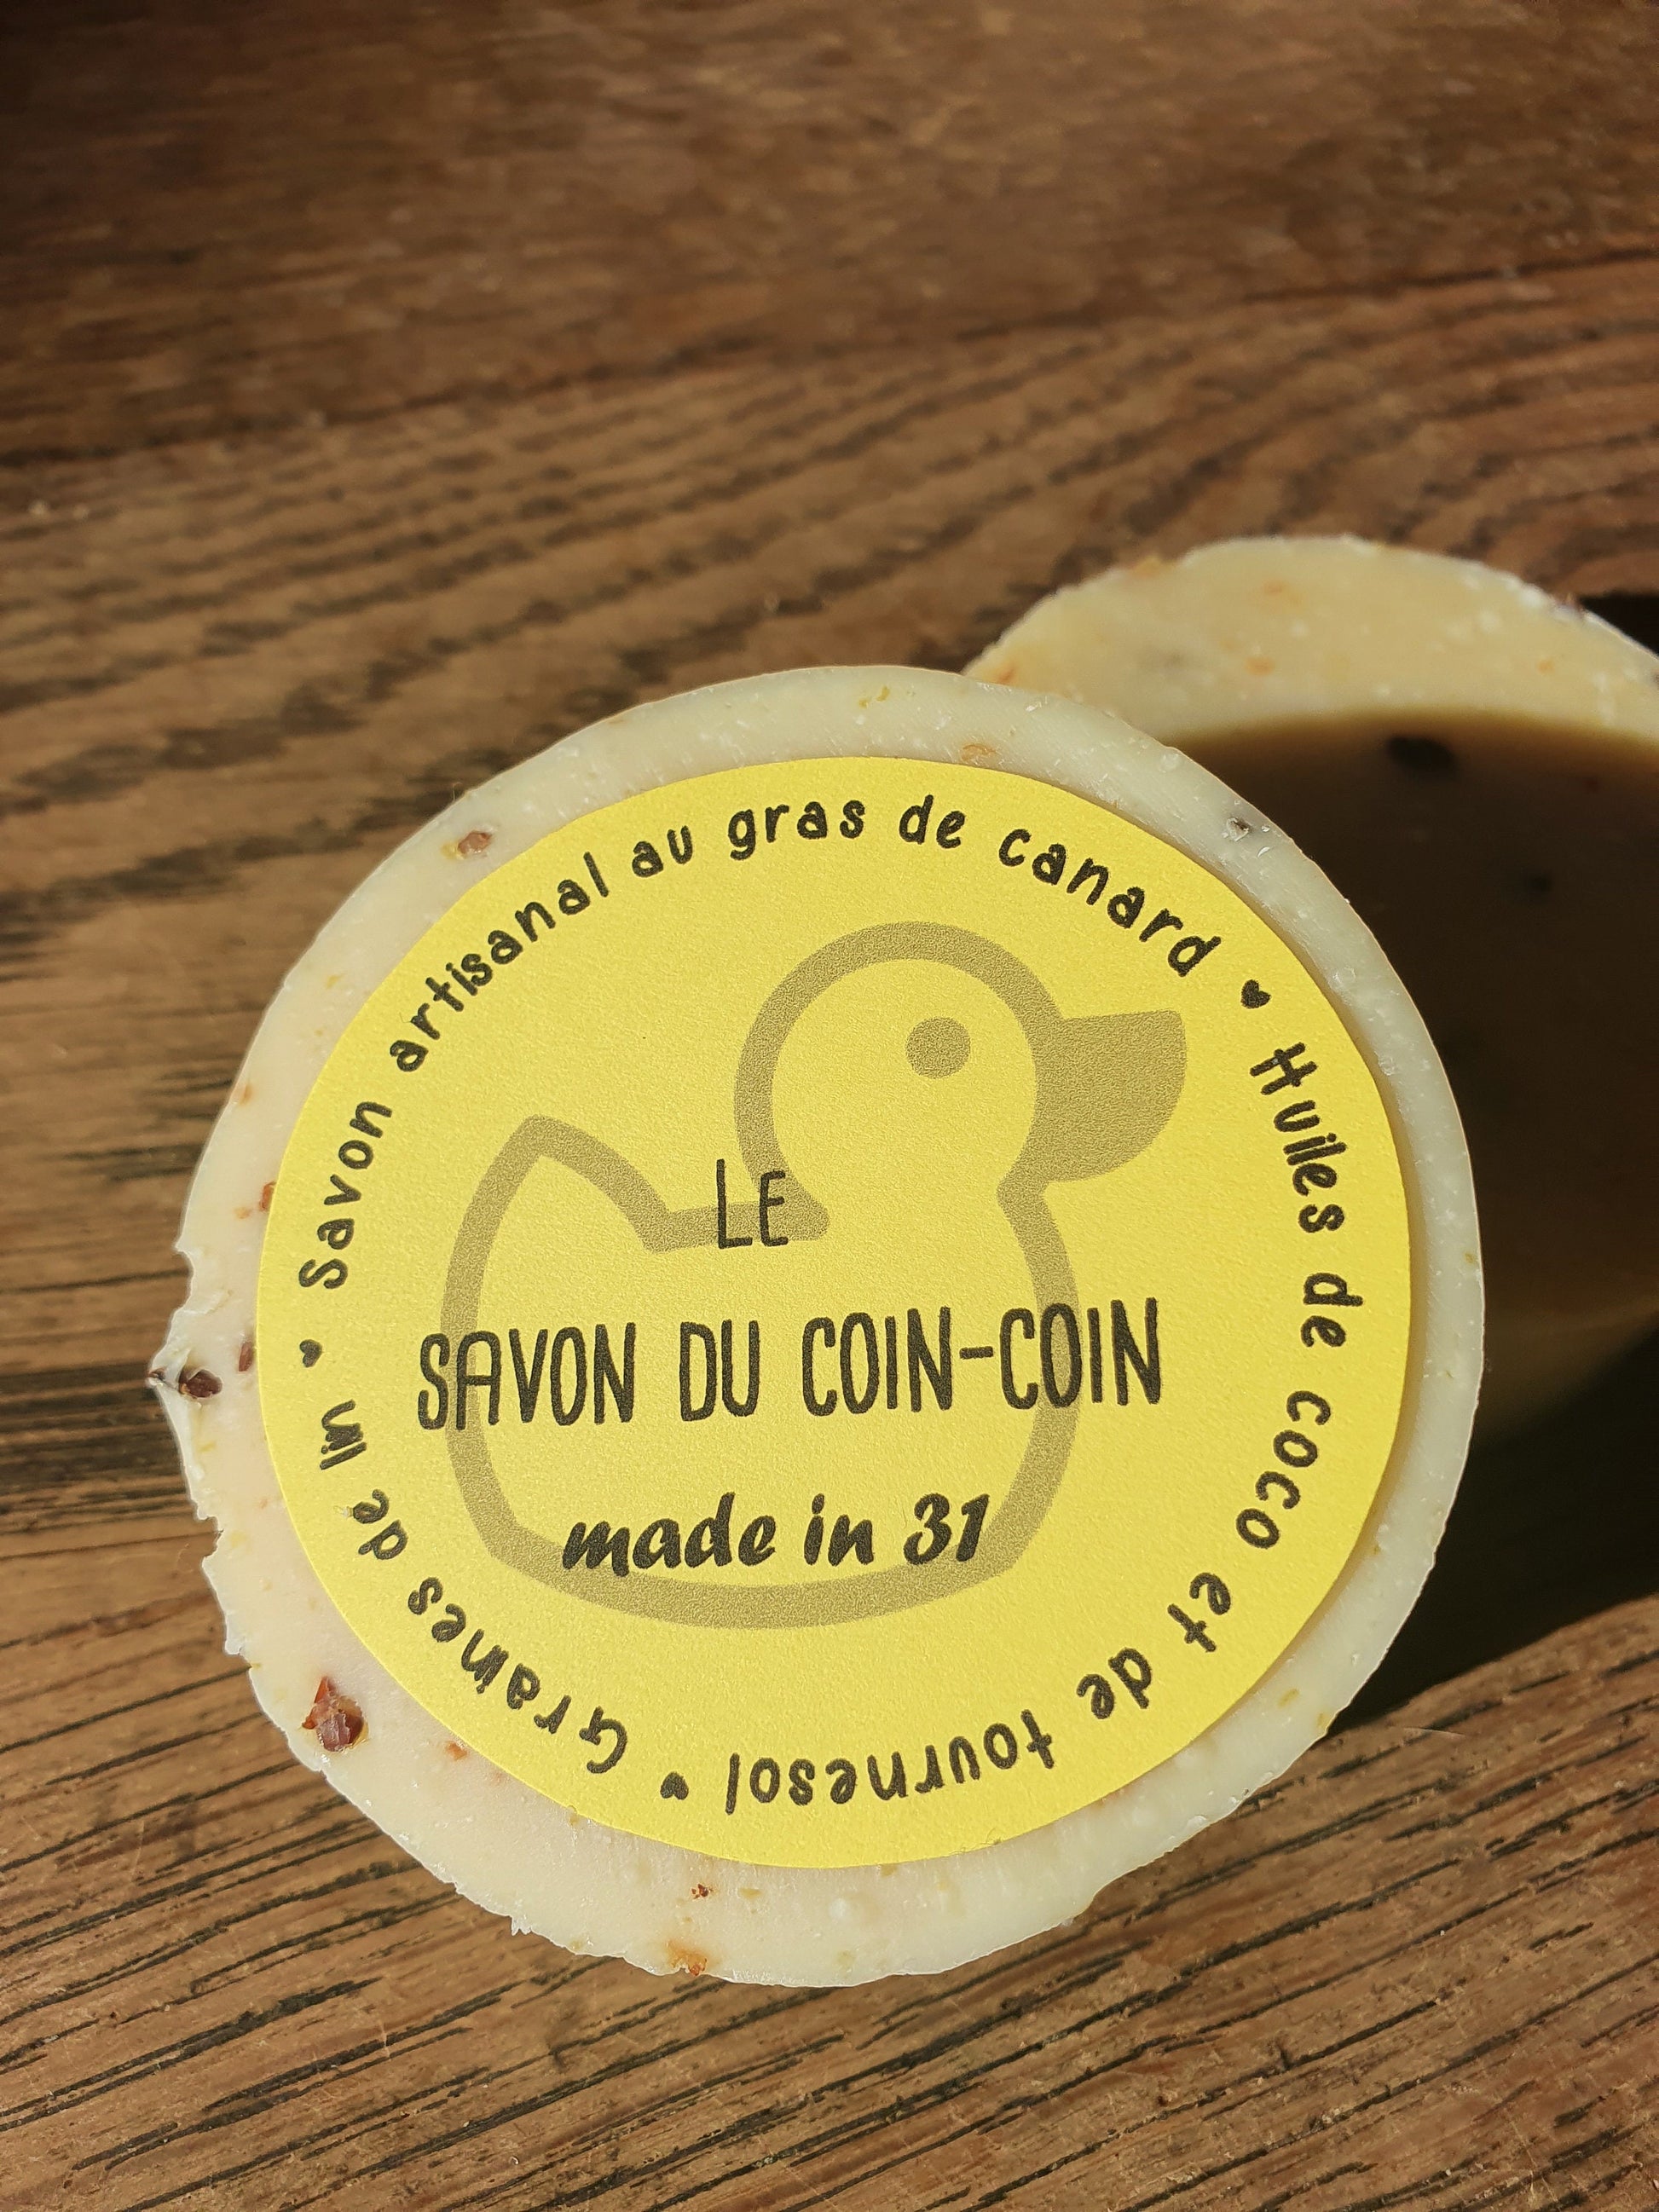 Savon artisanal au gras de canard ♥ Huiles de coco et de tournesol ♥ Graines de lin ♥
LE
SAVON DU COIN-COIN
made in 31